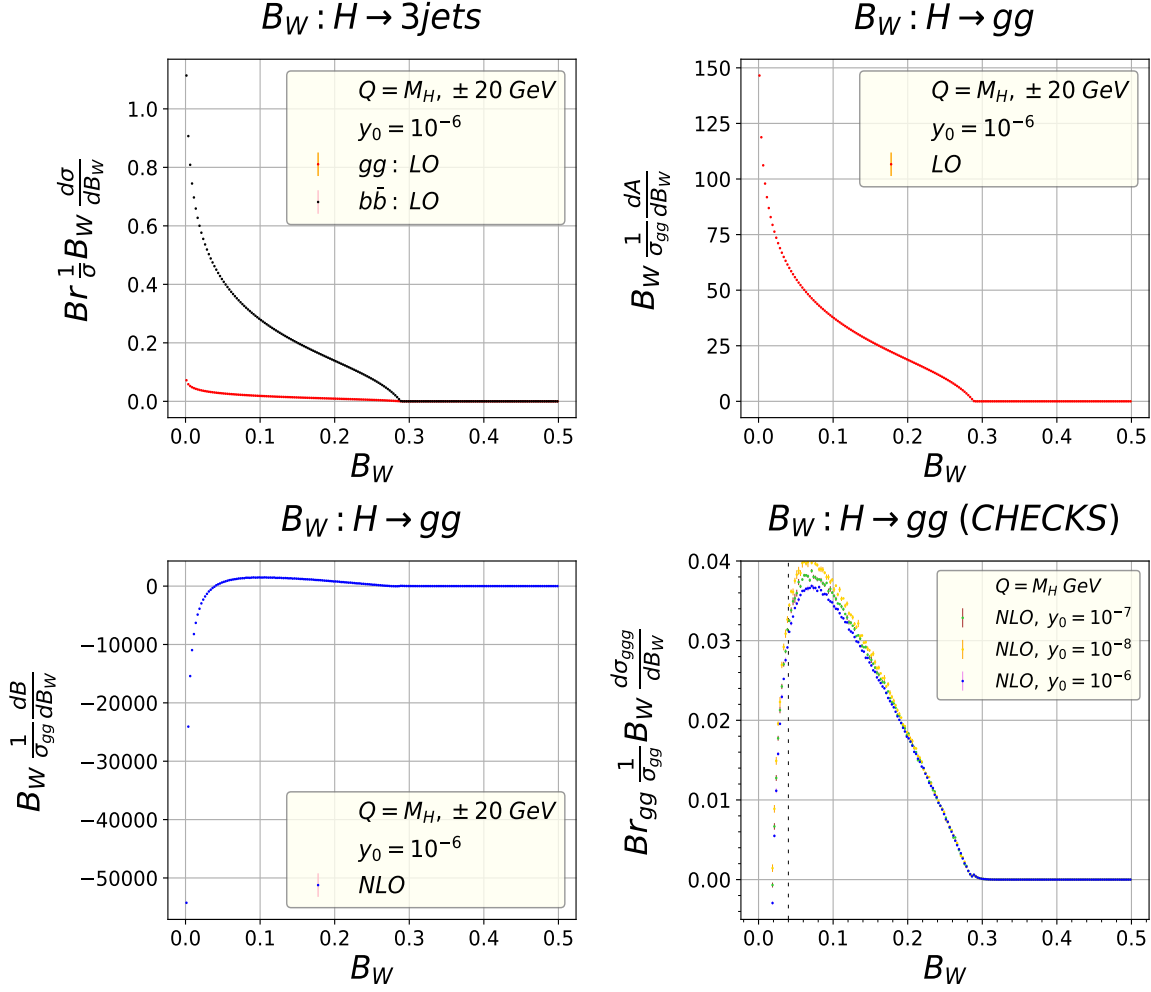 B_W : H → 3jets
Br 1/σ B_W dσ/dB_W
1.0
0.8
0.6
0.4
0.2
0.0
Q = M_H, ± 20 GeV
y_0 = 10^{-6}
gg : LO
bb̄ : LO
0.0 0.1 0.2 0.3 0.4 0.5
B_W
B_W : H → gg
B_W 1/σ_gg dA/dB_W
150
125
100
75
50
25
0
Q = M_H, ± 20 GeV
y_0 = 10^{-6}
LO
0.0 0.1 0.2 0.3 0.4 0.5
B_W
B_W : H → gg
B_W 1/σ_gg dB/dB_W
0
−10000
−20000
−30000
−40000
−50000
Q = M_H, ± 20 GeV
y_0 = 10^{-6}
NLO
0.0 0.1 0.2 0.3 0.4 0.5
B_W
B_W : H → gg (CHECKS)
Br_gg 1/σ_gg B_W dσ_ggg/dB_W
0.04
0.03
0.02
0.01
0.00
Q = M_H GeV
NLO, y_0 = 10^{-7}
NLO, y_0 = 10^{-8}
NLO, y_0 = 10^{-6}
0.0 0.1 0.2 0.3 0.4 0.5
B_W